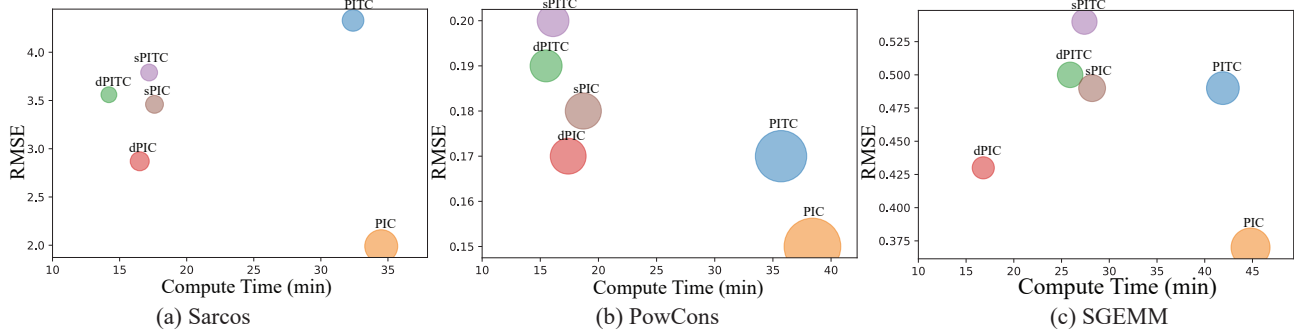 PITC
sPITC
dPITC
sPIC
dPIC
PIC
4.0
3.5
3.0
2.5
2.0
RMSE
10 15 20 25 30 35
Compute Time (min)
(a) Sarcos
sPITC
dPITC
sPIC
dPIC
PITC
PIC
0.20
0.19
0.18
0.17
0.16
0.15
RMSE
10 15 20 25 30 35 40
Compute Time (min)
(b) PowCons
sPITC
dPITC
sPIC
PITC
dPIC
PIC
0.525
0.500
0.475
0.450
0.425
0.400
0.375
RMSE
10 15 20 25 30 35 40 45
Compute Time (min)
(c) SGEMM